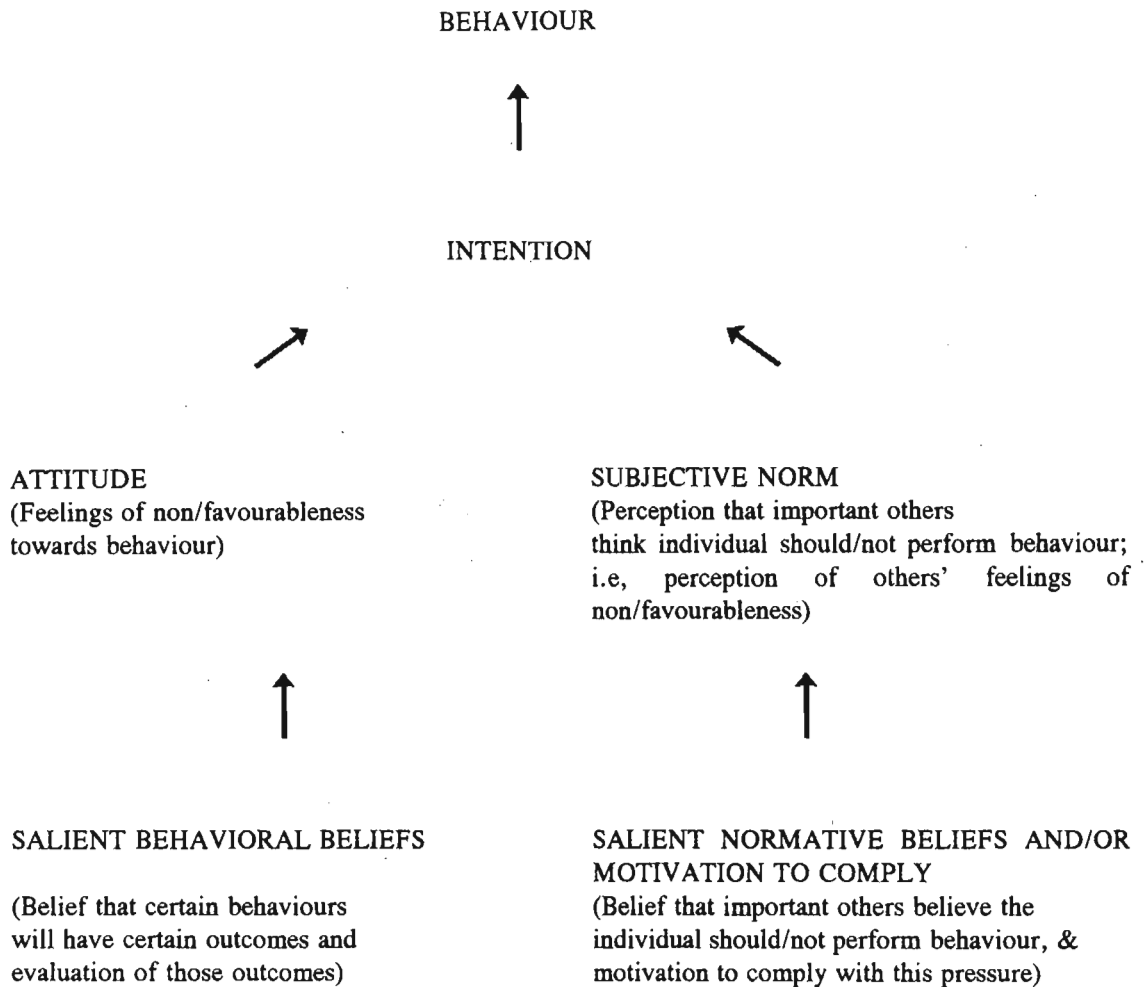 BEHAVIOUR
INTENTION
ATTITUDE
(Feelings of non/favourableness
towards behaviour)
SUBJECTIVE NORM
(Perception that important others
think individual should/not perform behaviour;
i.e, perception of others' feelings of
non/favourableness)
SALIENT BEHAVIORAL BELIEFS
(Belief that certain behaviours
will have certain outcomes and
evaluation of those outcomes)
SALIENT NORMATIVE BELIEFS AND/OR
MOTIVATION TO COMPLY
(Belief that important others believe the
individual should/not perform behaviour, &
motivation to comply with this pressure)